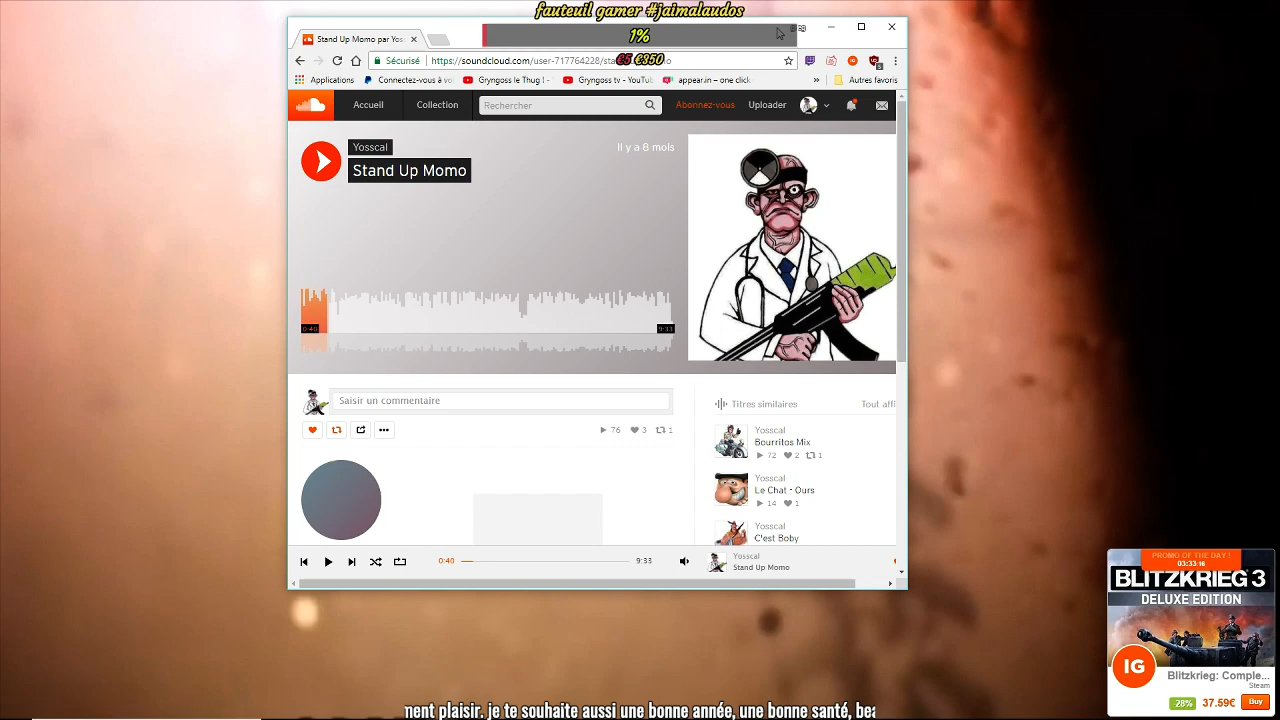 fauteuil gamer #jaimalaudos
1%
€5 €350
Stand Up Momo par Yos
Sécurisé
https://soundcloud.com/user-717764228/sta
Applications
Connectez-vous à vo
Gryngoss le Thug ! -
Gryngoss tv - YouTub
appear.in – one click
»
Autres favoris
Accueil
Collection
Rechercher
Abonnez-vous
Uploader
Yosscal
Stand Up Momo
Il y a 8 mois
0:40
9:33
Saisir un commentaire
76
3
1
Titres similaires
Tout affi
Yosscal
Bourritos Mix
72
2
1
Yosscal
Le Chat - Ours
14
1
Yosscal
C'est Boby
0:40
9:33
Yosscal
Stand Up Momo
PROMO OF THE DAY !
03:33:16
BLITZKRIEG 3
DELUXE EDITION
IG
Blitzkrieg: Comple...
Steam
-28%
37.59€
Buy
ment plaisir. je te souhaite aussi une bonne année, une bonne santé, bea